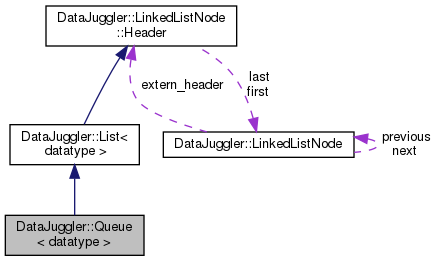 DataJuggler::LinkedListNode
::Header
last
first
extern_header
DataJuggler::List<
datatype >
DataJuggler::LinkedListNode
previous
next
DataJuggler::Queue
< datatype >